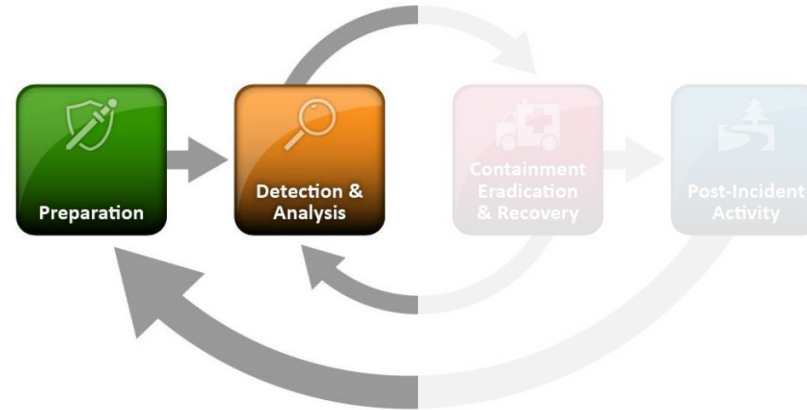 Preparation
Detection &
Analysis
Containment
Eradication
& Recovery
Post-Incident
Activity